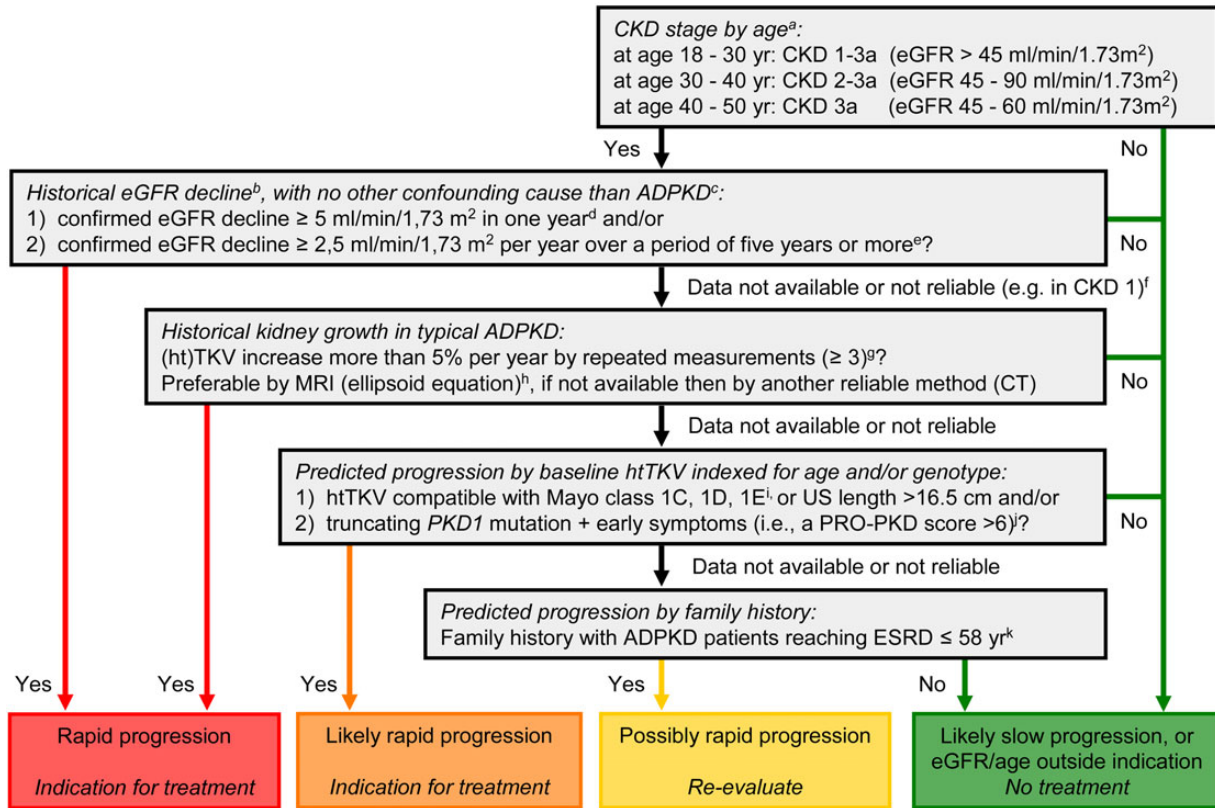 CKD stage by ageᵃ:
at age 18 - 30 yr: CKD 1-3a (eGFR > 45 ml/min/1.73m²)
at age 30 - 40 yr: CKD 2-3a (eGFR 45 - 90 ml/min/1.73m²)
at age 40 - 50 yr: CKD 3a (eGFR 45 - 60 ml/min/1.73m²)
Yes
No
Historical eGFR declineᵇ, with no other confounding cause than ADPKDᶜ:
1) confirmed eGFR decline ≥ 5 ml/min/1,73 m² in one yearᵈ and/or
2) confirmed eGFR decline ≥ 2,5 ml/min/1,73 m² per year over a period of five years or moreᵉ?
No
Data not available or not reliable (e.g. in CKD 1)ᶠ
Historical kidney growth in typical ADPKD:
(ht)TKV increase more than 5% per year by repeated measurements (≥ 3)ᵍ?
Preferable by MRI (ellipsoid equation)ʰ, if not available then by another reliable method (CT)
No
Data not available or not reliable
Predicted progression by baseline htTKV indexed for age and/or genotype:
1) htTKV compatible with Mayo class 1C, 1D, 1Eⁱ, or US length >16.5 cm and/or
2) truncating PKD1 mutation + early symptoms (i.e., a PRO-PKD score >6)ʲ?
No
Data not available or not reliable
Predicted progression by family history:
Family history with ADPKD patients reaching ESRD ≤ 58 yrᵏ
Yes
Yes
Yes
Yes
No
Rapid progression
Indication for treatment
Likely rapid progression
Indication for treatment
Possibly rapid progression
Re-evaluate
Likely slow progression, or
eGFR/age outside indication
No treatment